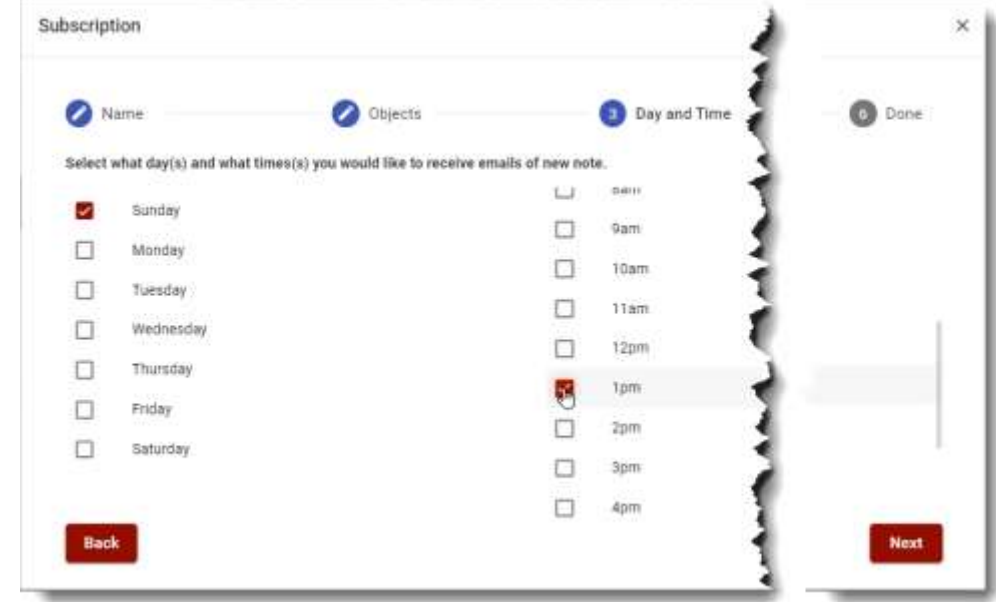 Subscription
Name
Objects
3 Day and Time
6 Done
Select what day(s) and what times(s) you would like to receive emails of new note.
Sunday
Monday
Tuesday
Wednesday
Thursday
Friday
Saturday
9am
10am
11am
12pm
1pm
2pm
3pm
4pm
Back
Next